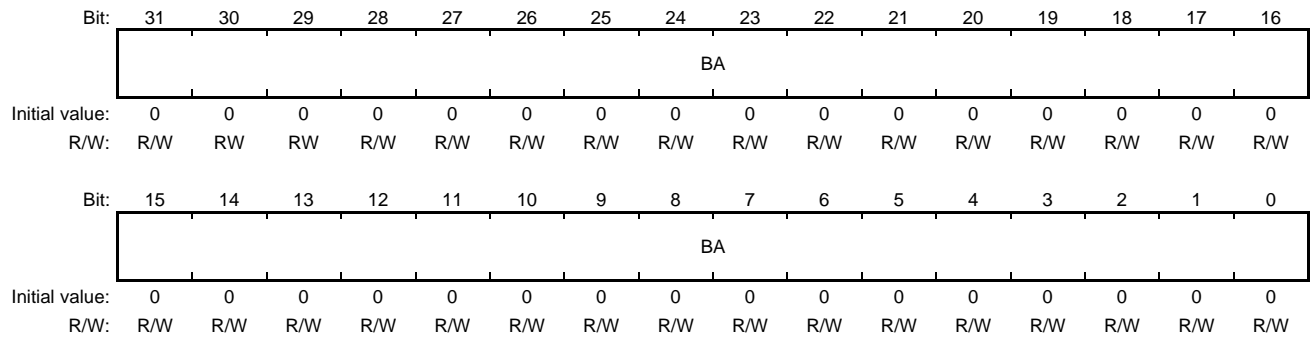 Bit: 31 30 29 28 27 26 25 24 23 22 21 20 19 18 17 16
BA
Initial value: 0 0 0 0 0 0 0 0 0 0 0 0 0 0 0 0
R/W: R/W RW RW R/W R/W R/W R/W R/W R/W R/W R/W R/W R/W R/W R/W R/W
Bit: 15 14 13 12 11 10 9 8 7 6 5 4 3 2 1 0
BA
Initial value: 0 0 0 0 0 0 0 0 0 0 0 0 0 0 0 0
R/W: R/W R/W R/W R/W R/W R/W R/W R/W R/W R/W R/W R/W R/W R/W R/W R/W